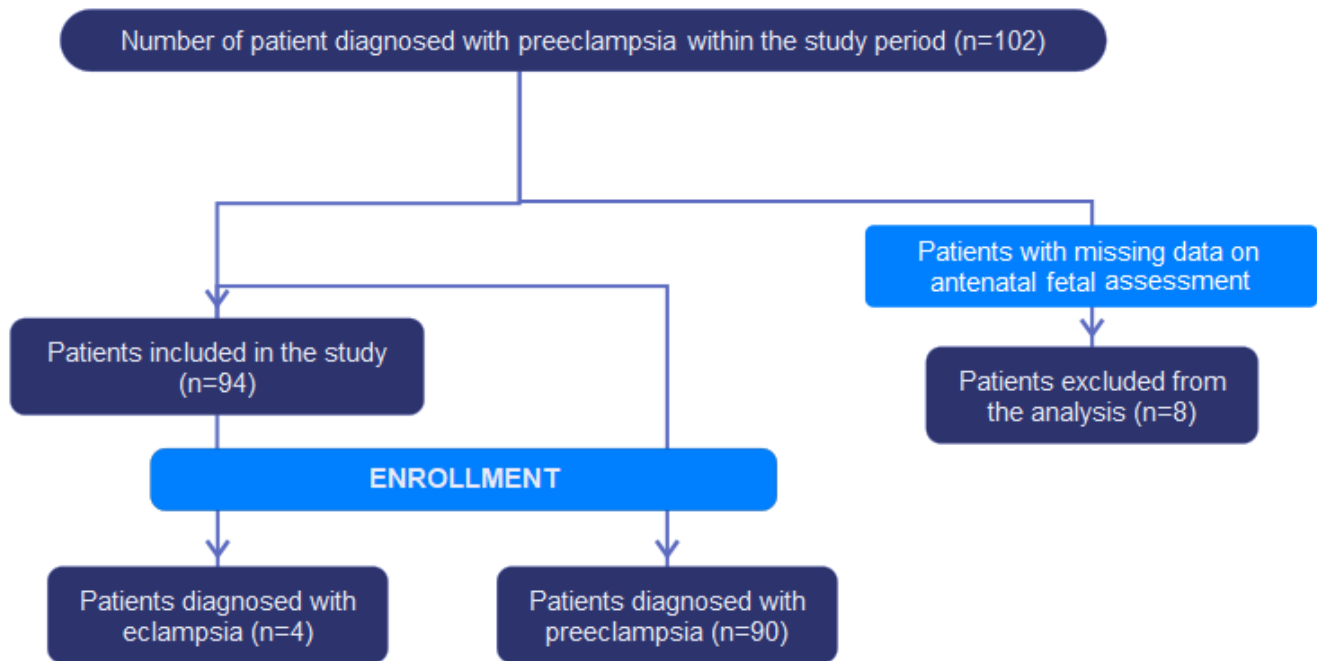 Number of patient diagnosed with preeclampsia within the study period (n=102)
Patients with missing data on
antenatal fetal assessment
Patients included in the study
(n=94)
Patients excluded from
the analysis (n=8)
ENROLLMENT
Patients diagnosed with
eclampsia (n=4)
Patients diagnosed with
preeclampsia (n=90)